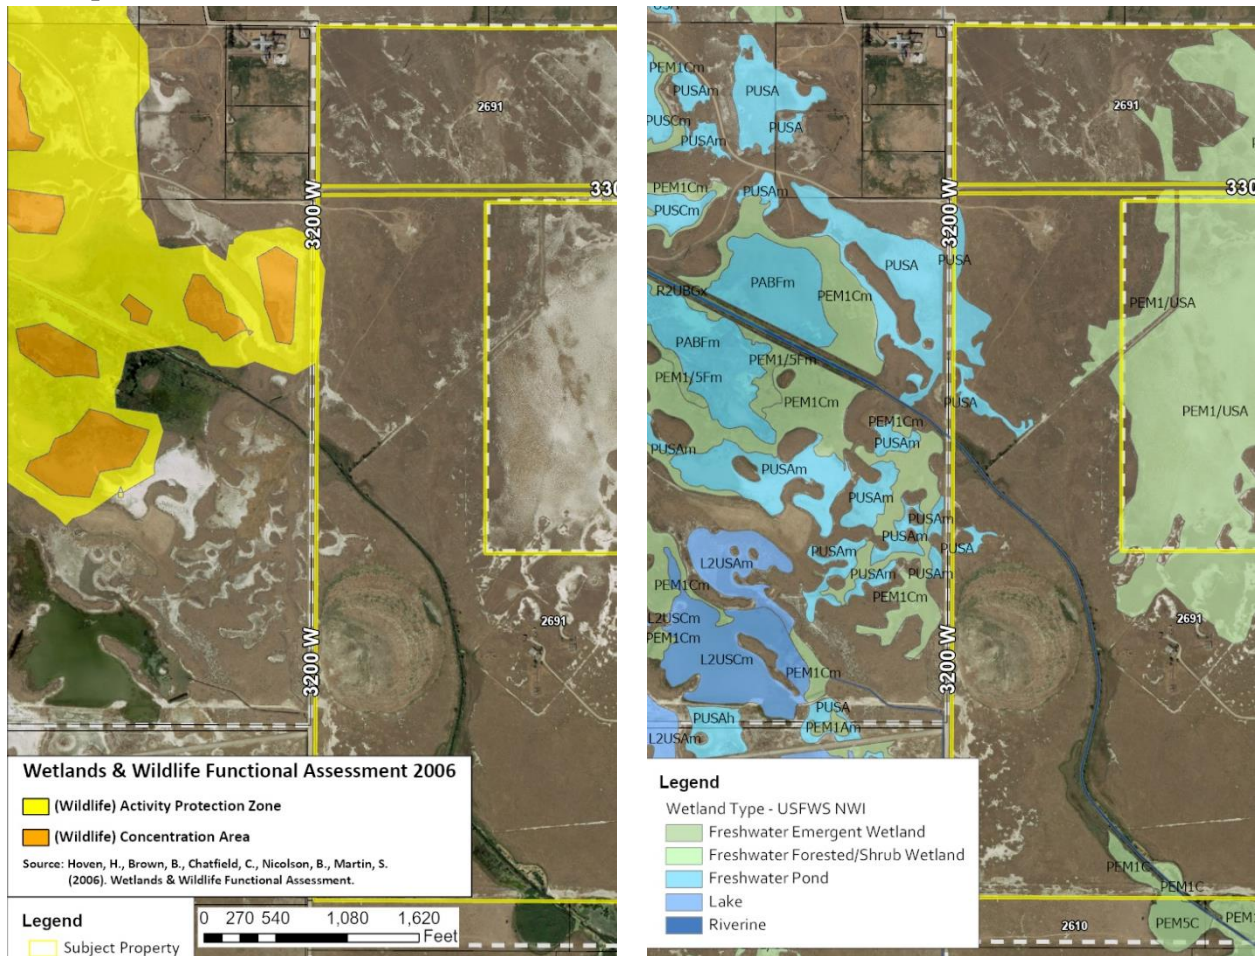 2691
330
3200 W
2691
3200 W
Wetlands & Wildlife Functional Assessment 2006
(Wildlife) Activity Protection Zone
(Wildlife) Concentration Area
Source: Hoven, H., Brown, B., Chatfield, C., Nicolson, B., Martin, S.
(2006). Wetlands & Wildlife Functional Assessment.
Legend
Subject Property
0 270 540 1,080 1,620
Feet
PEM1Cm
PUSAm
PUSA
PUSCm
PUSA
PUSAm
2691
PEM1Cm
PUSAm
PUSCm
330
3200 W
PUSA
PUSA
R2UBGx
PABFm
PEM1Cm
PEM1/USA
PABFm
PEM1/5Fm
PEM1/5Fm
PEM1Cm
PUSA
PEM1/USA
PEM1Cm
PUSAm
PUSAm
PUSAm
PUSAm
PUSAm
PUSAm
PUSAm
PUSA
L2USAm
PUSAm
PUSAm
PEM1Cm
PEM1Cm
L2USCm
PEM1Cm
L2USCm
PEM1Cm
2691
3200 W
PUSA
PUSAh
PEM1Am
L2USAm
Legend
Wetland Type - USFWS NWI
Freshwater Emergent Wetland
Freshwater Forested/Shrub Wetland
Freshwater Pond
Lake
Riverine
PEM1C
PEM1C
PEM5C
PEM1
2610